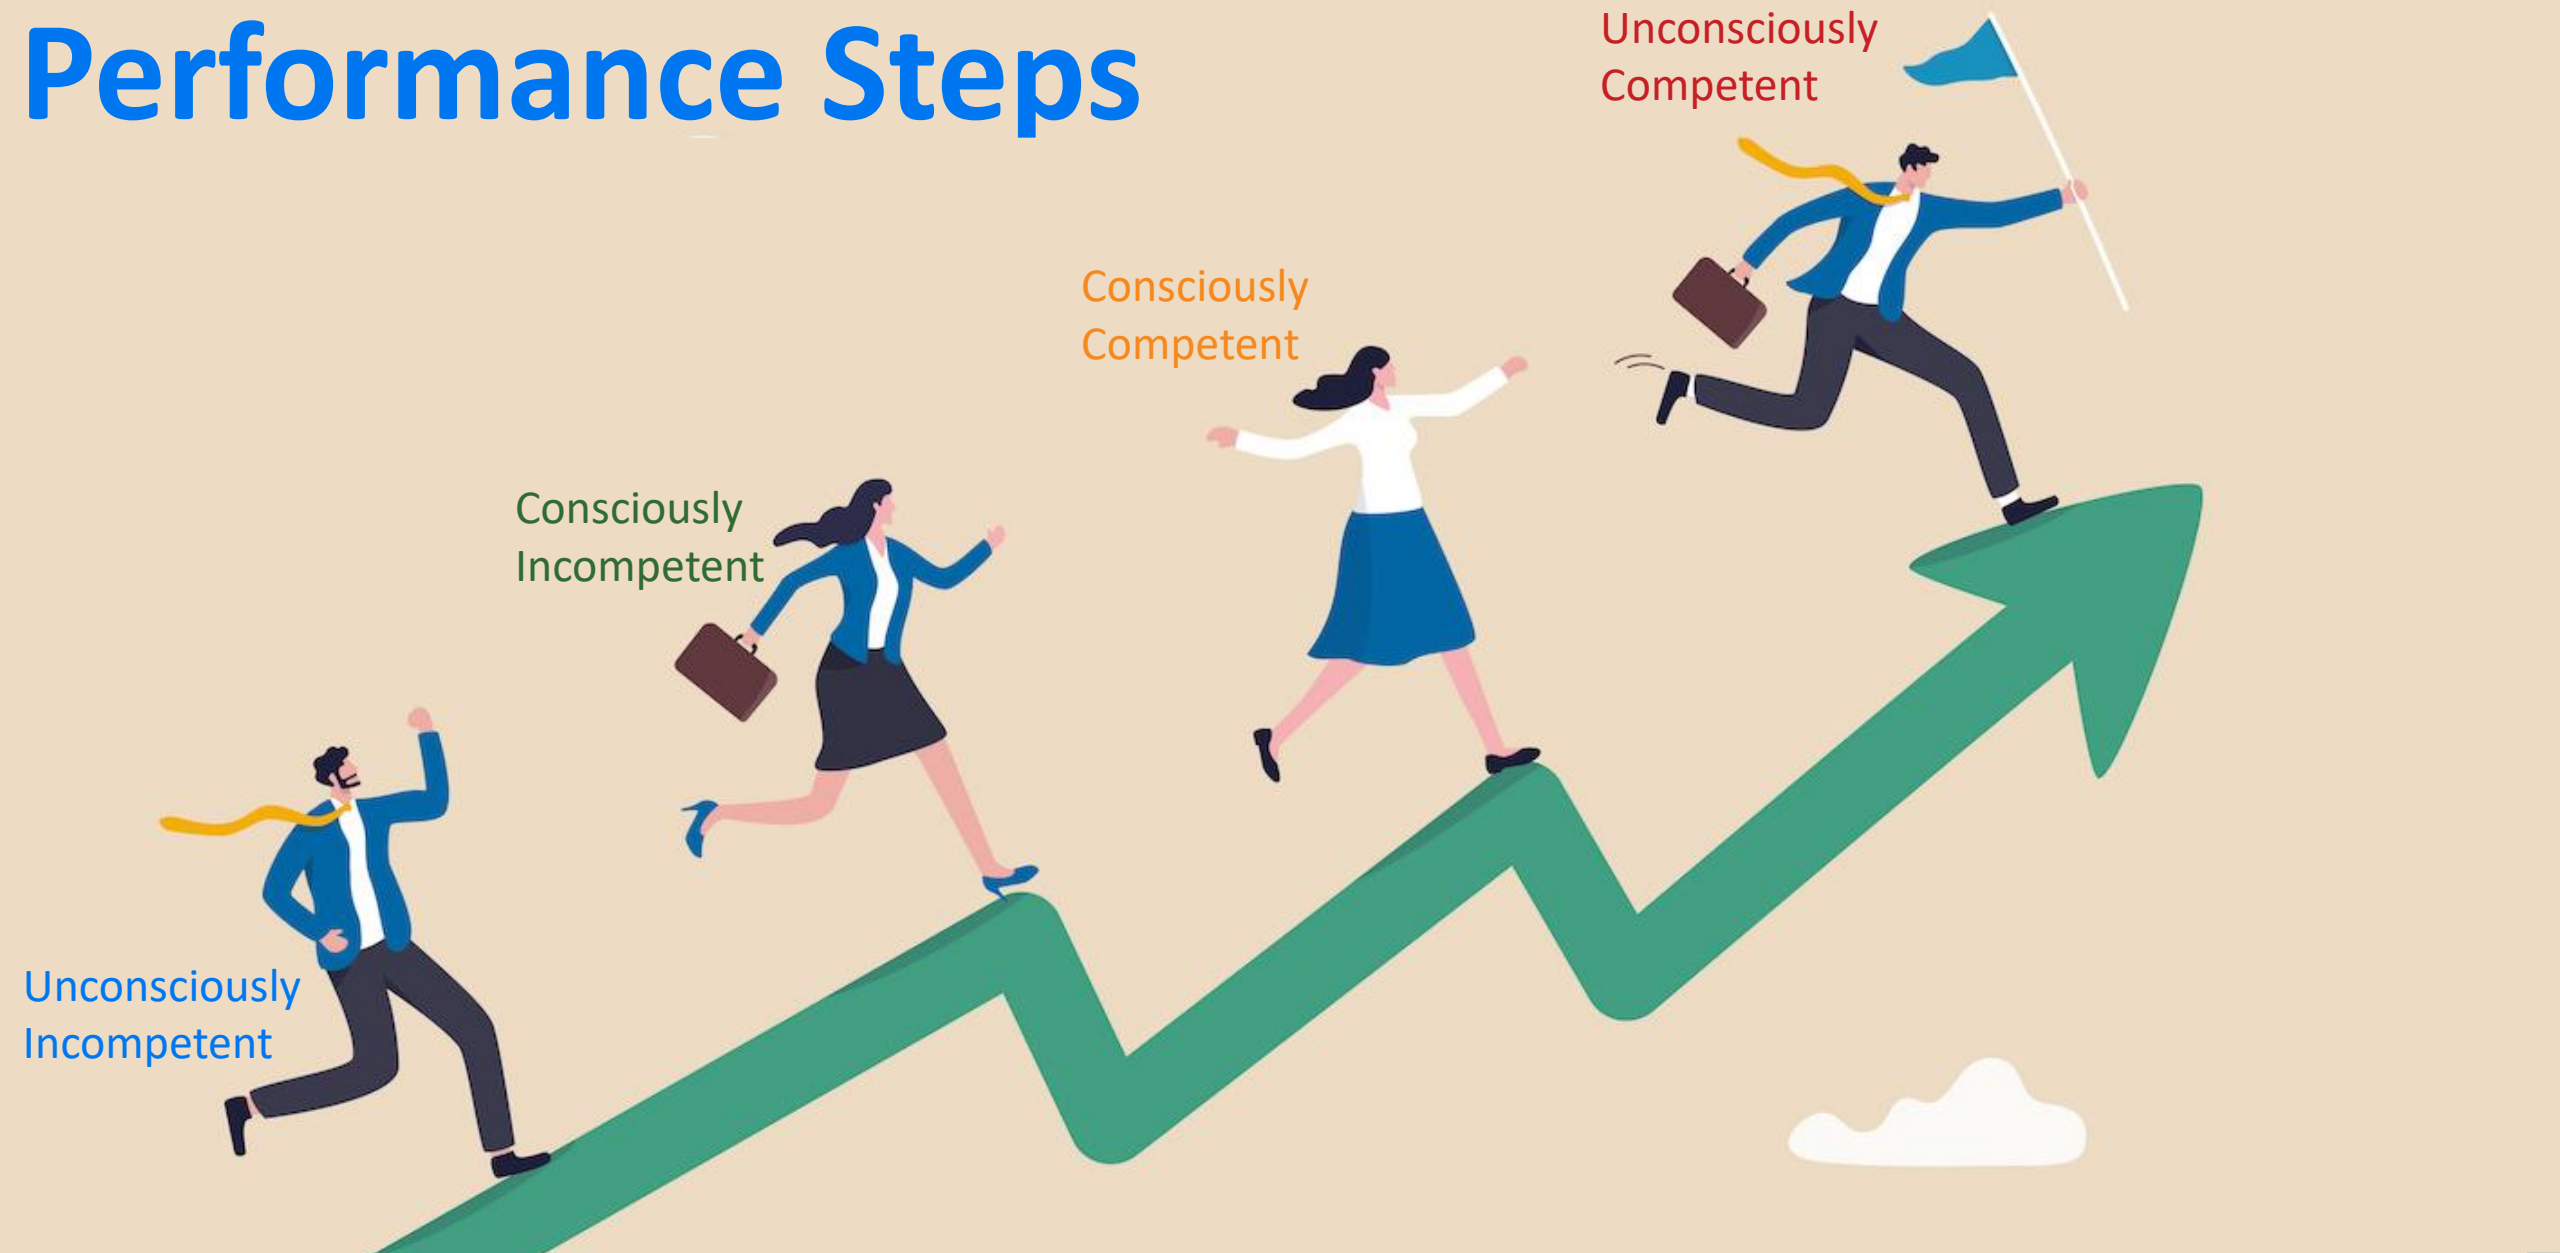 Performance Steps
Unconsciously
Competent
Consciously
Competent
Consciously
Incompetent
Unconsciously
Incompetent